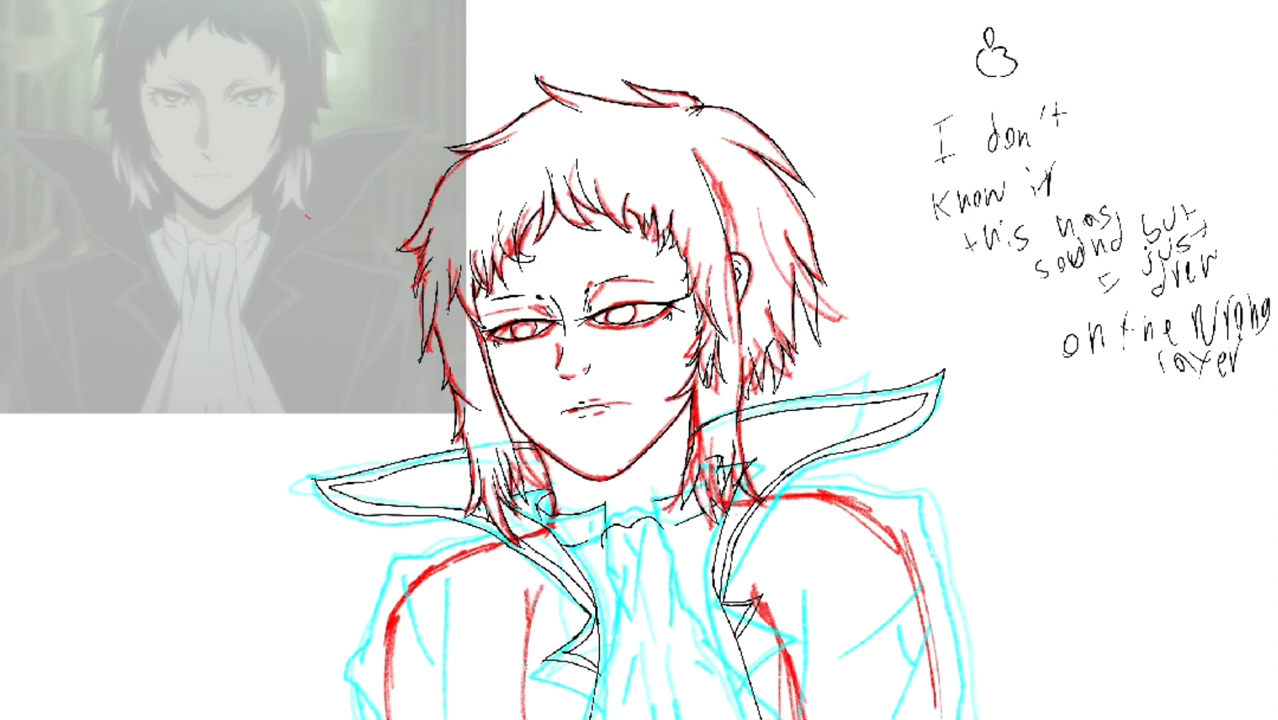 I don't
know if
this has
sound but
I just
drew
on the wrong
layer